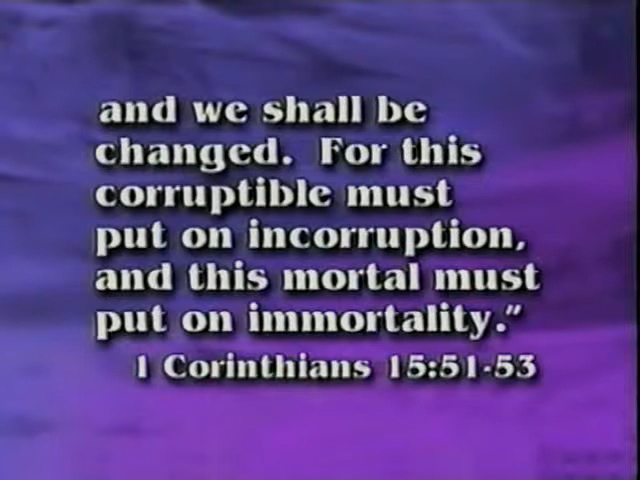 and we shall be
changed.  For this
corruptible must
put on incorruption,
and this mortal must
put on immortality.”
1 Corinthians 15:51-53